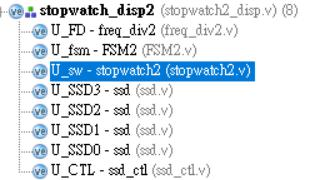 stopwatch_disp2 (stopwatch2_disp.v) (8)
U_FD - freq_div2 (freq_div2.v)
U_fsm - FSM2 (FSM2.v)
U_sw - stopwatch2 (stopwatch2.v)
U_SSD3 - ssd (ssd.v)
U_SSD2 - ssd (ssd.v)
U_SSD1 - ssd (ssd.v)
U_SSD0 - ssd (ssd.v)
U_CTL - ssd_ctl (ssd_ctl.v)